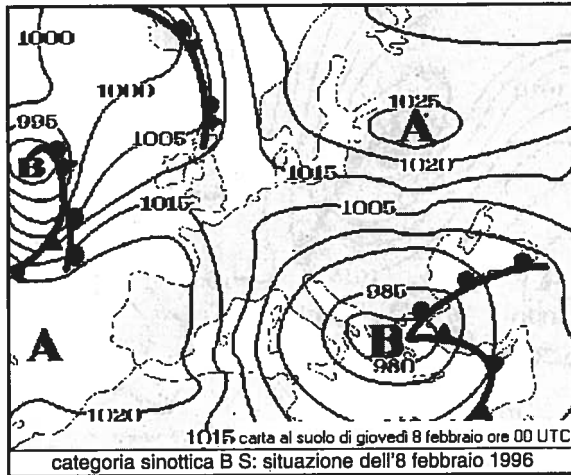 1000
1000
995
B
1005
1015
1025
A
1020
1015
1005
985
B
980
A
1020
1015 carta al suolo di giovedì 8 febbraio ore 00 UTC
categoria sinottica B S: situazione dell'8 febbraio 1996